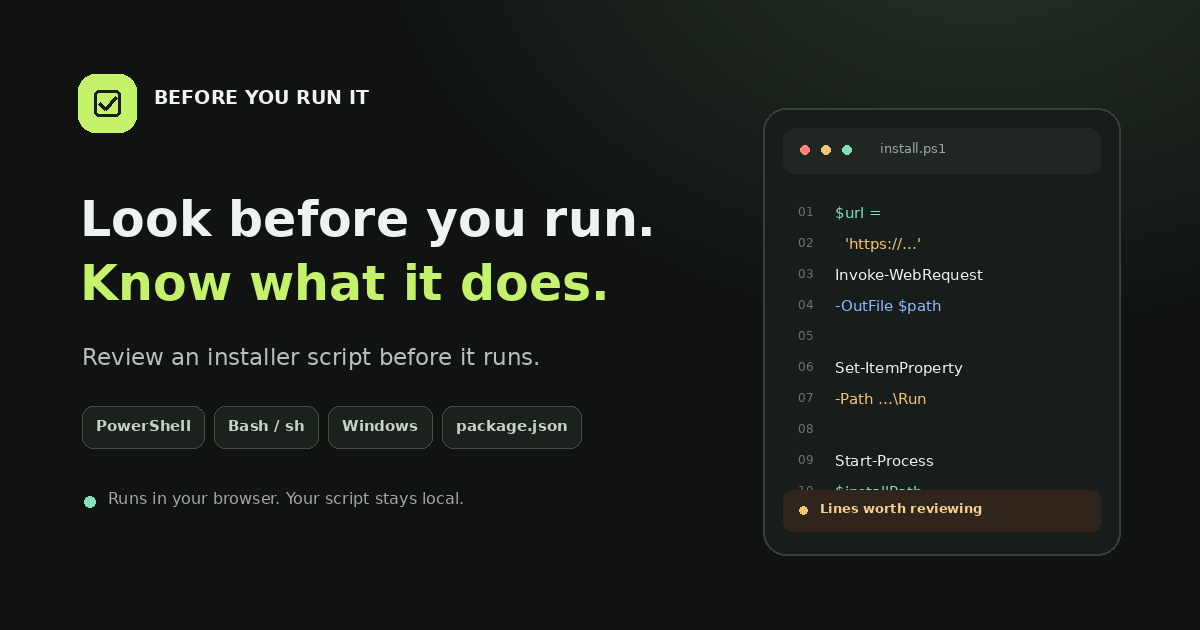 BEFORE YOU RUN IT
Look before you run.
Know what it does.
Review an installer script before it runs.
PowerShell
Bash / sh
Windows
package.json
Runs in your browser. Your script stays local.
install.ps1
01 $url =
02 'https://...'
03 Invoke-WebRequest
04 -OutFile $path
05
06 Set-ItemProperty
07 -Path ...\Run
08
09 Start-Process
10 $installPath
Lines worth reviewing